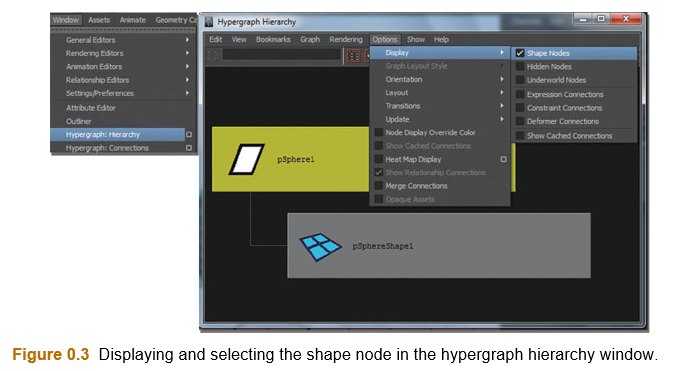 Window Assets Animate Geometry Ca
General Editors
Rendering Editors
Animation Editors
Relationship Editors
Settings/Preferences
Attribute Editor
Outliner
Hypergraph: Hierarchy
Hypergraph: Connections
Hypergraph Hierarchy
Edit View Bookmarks Graph Rendering Options Show Help
Display
Graph Layout Style
Orientation
Layout
Transitions
Update
Node Display Override Color
Show Cached Connections
Heat Map Display
Show Relationship Connections
Merge Connections
Opaque Assets
Shape Nodes
Hidden Nodes
Underworld Nodes
Expression Connections
Constraint Connections
Deformer Connections
Show Cached Connections
pSphere1
pSphereShape1
Figure 0.3 Displaying and selecting the shape node in the hypergraph hierarchy window.